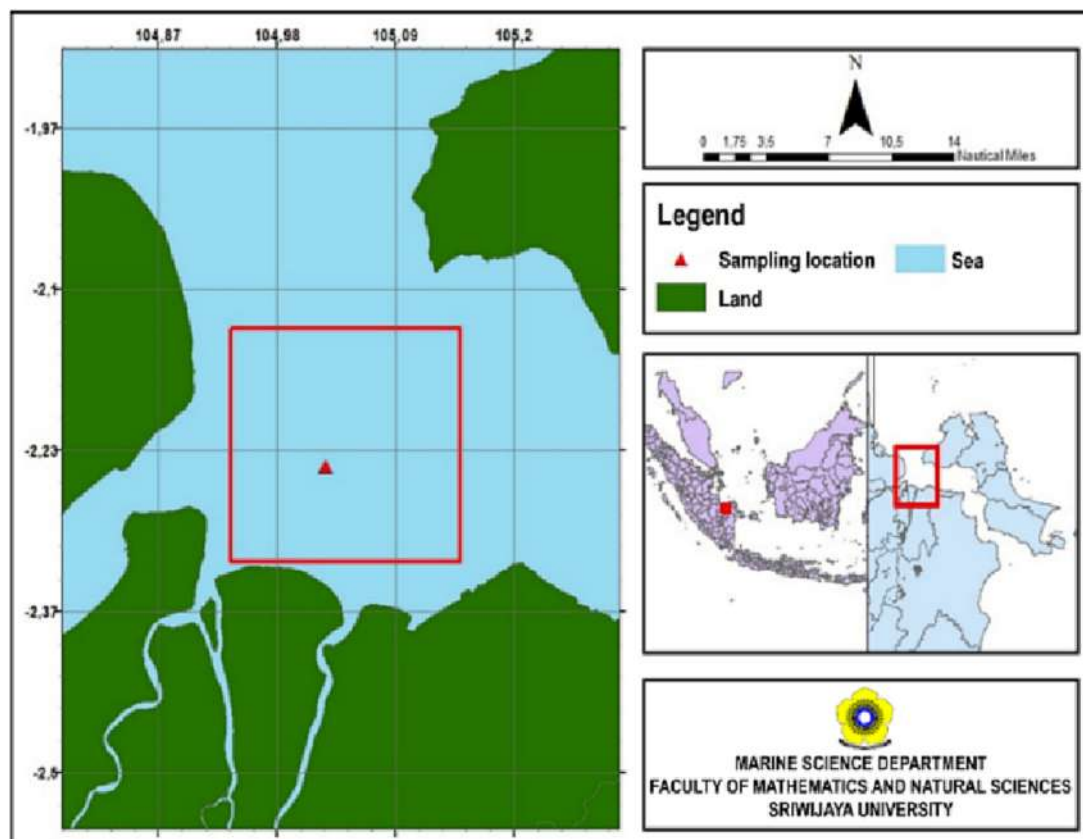 104,87 104,98 105,09 105,2
-1,97
-2,1
-2,23
-2,37
-2,5
N
0 1,75 3,5 7 10,5 14
Nautical Miles
Legend
Sampling location
Sea
Land
MARINE SCIENCE DEPARTMENT
FACULTY OF MATHEMATICS AND NATURAL SCIENCES
SRIWIJAYA UNIVERSITY